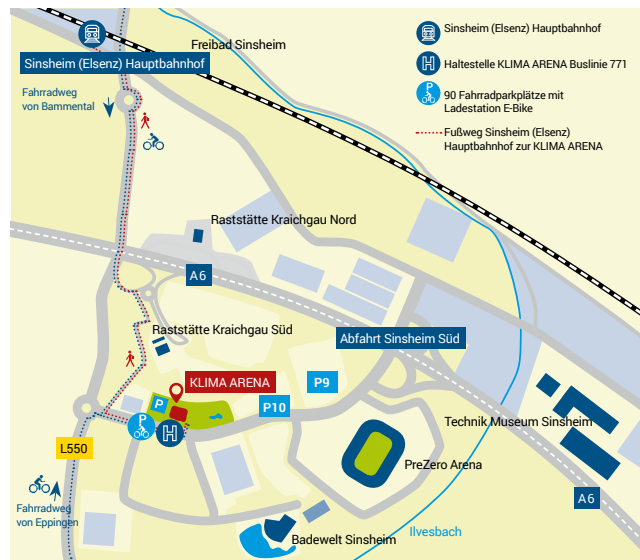 Freibad Sinsheim
Sinsheim (Elsenz) Hauptbahnhof
Fahrradweg
von Bammental
Sinsheim (Elsenz) Hauptbahnhof
H
Haltestelle KLIMA ARENA Buslinie 771
P
90 Fahrradparkplätze mit
Ladestation E-Bike
Fußweg Sinsheim (Elsenz)
Hauptbahnhof zur KLIMA ARENA
Raststätte Kraichgau Nord
A6
Raststätte Kraichgau Süd
Abfahrt Sinsheim Süd
KLIMA ARENA
P9
P
P10
P
H
Technik Museum Sinsheim
L550
PreZero Arena
A6
Fahrradweg
von Eppingen
Ilvesbach
Badewelt Sinsheim